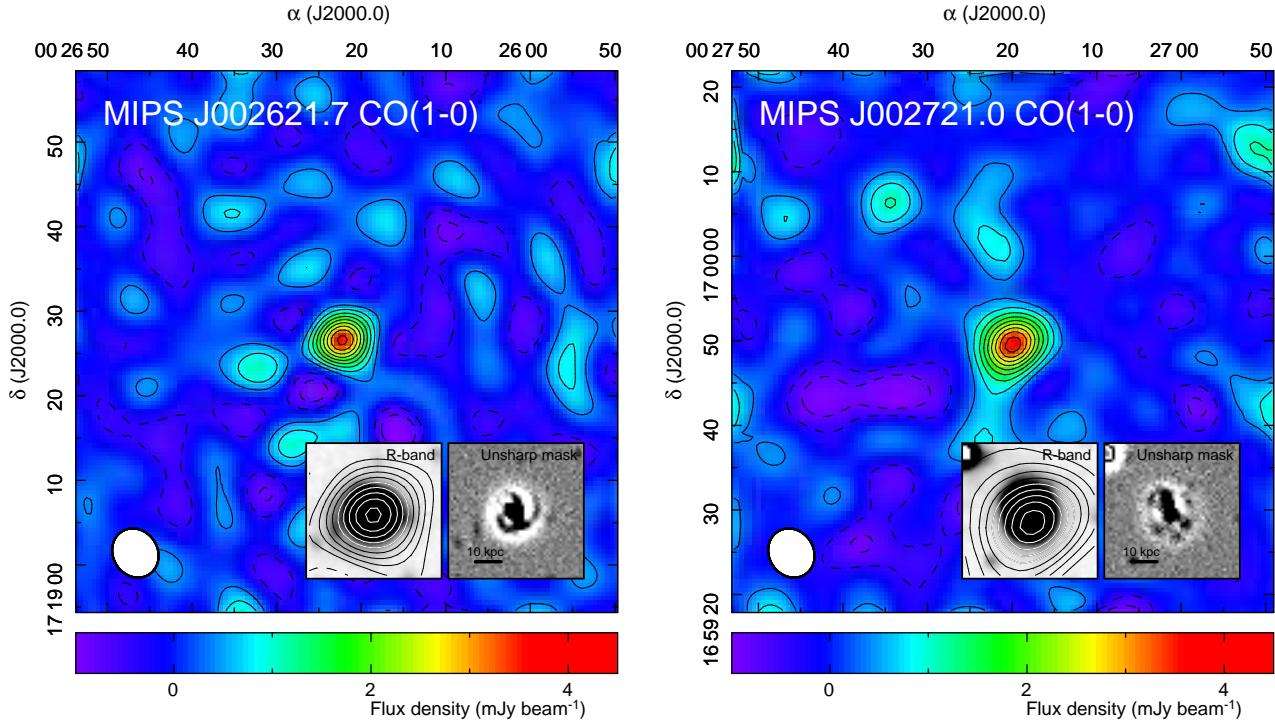 α (J2000.0)
00 26 50 40 30 20 10 26 00 50
MIPS J002621.7 CO(1-0)
50
40
30
20
10
17 19 00
δ (J2000.0)
R-band
Unsharp mask
10 kpc
0 2 4
Flux density (mJy beam⁻¹)
α (J2000.0)
00 27 50 40 30 20 10 27 00 50
MIPS J002721.0 CO(1-0)
20
10
17 00 00
50
40
30
16 59 20
δ (J2000.0)
R-band
Unsharp mask
10 kpc
0 2 4
Flux density (mJy beam⁻¹)